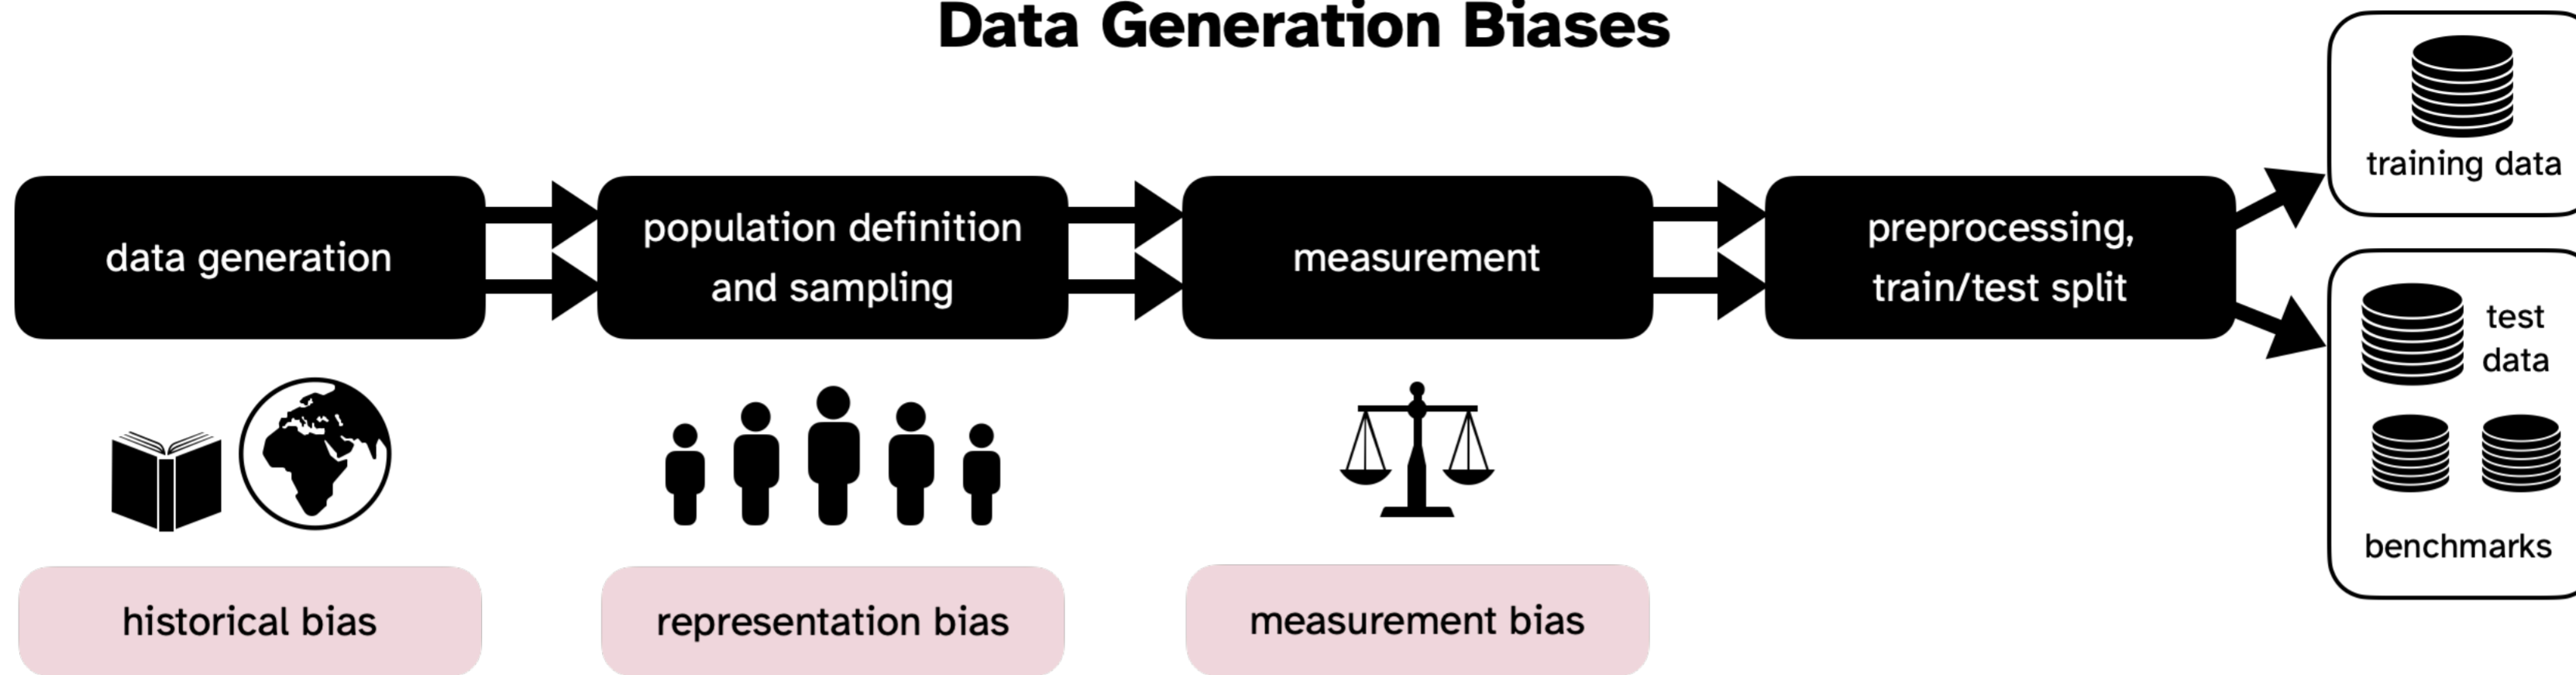 Data Generation Biases
data generation
population definition
and sampling
measurement
preprocessing,
train/test split
training data
test
data
benchmarks
historical bias
representation bias
measurement bias